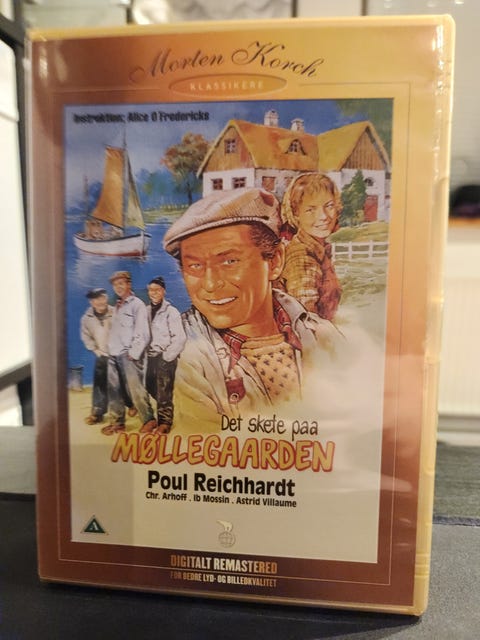 Morten Korch
KLASSIKERE
Instruktion: Alice O'Fredericks
Det skete paa
MØLLEGAARDEN
Poul Reichhardt
Chr. Arhoff . Ib Mossin . Astrid Villaume
A
DIGITALT REMASTERED
FOR BEDRE LYD- OG BILLEDKVALITET